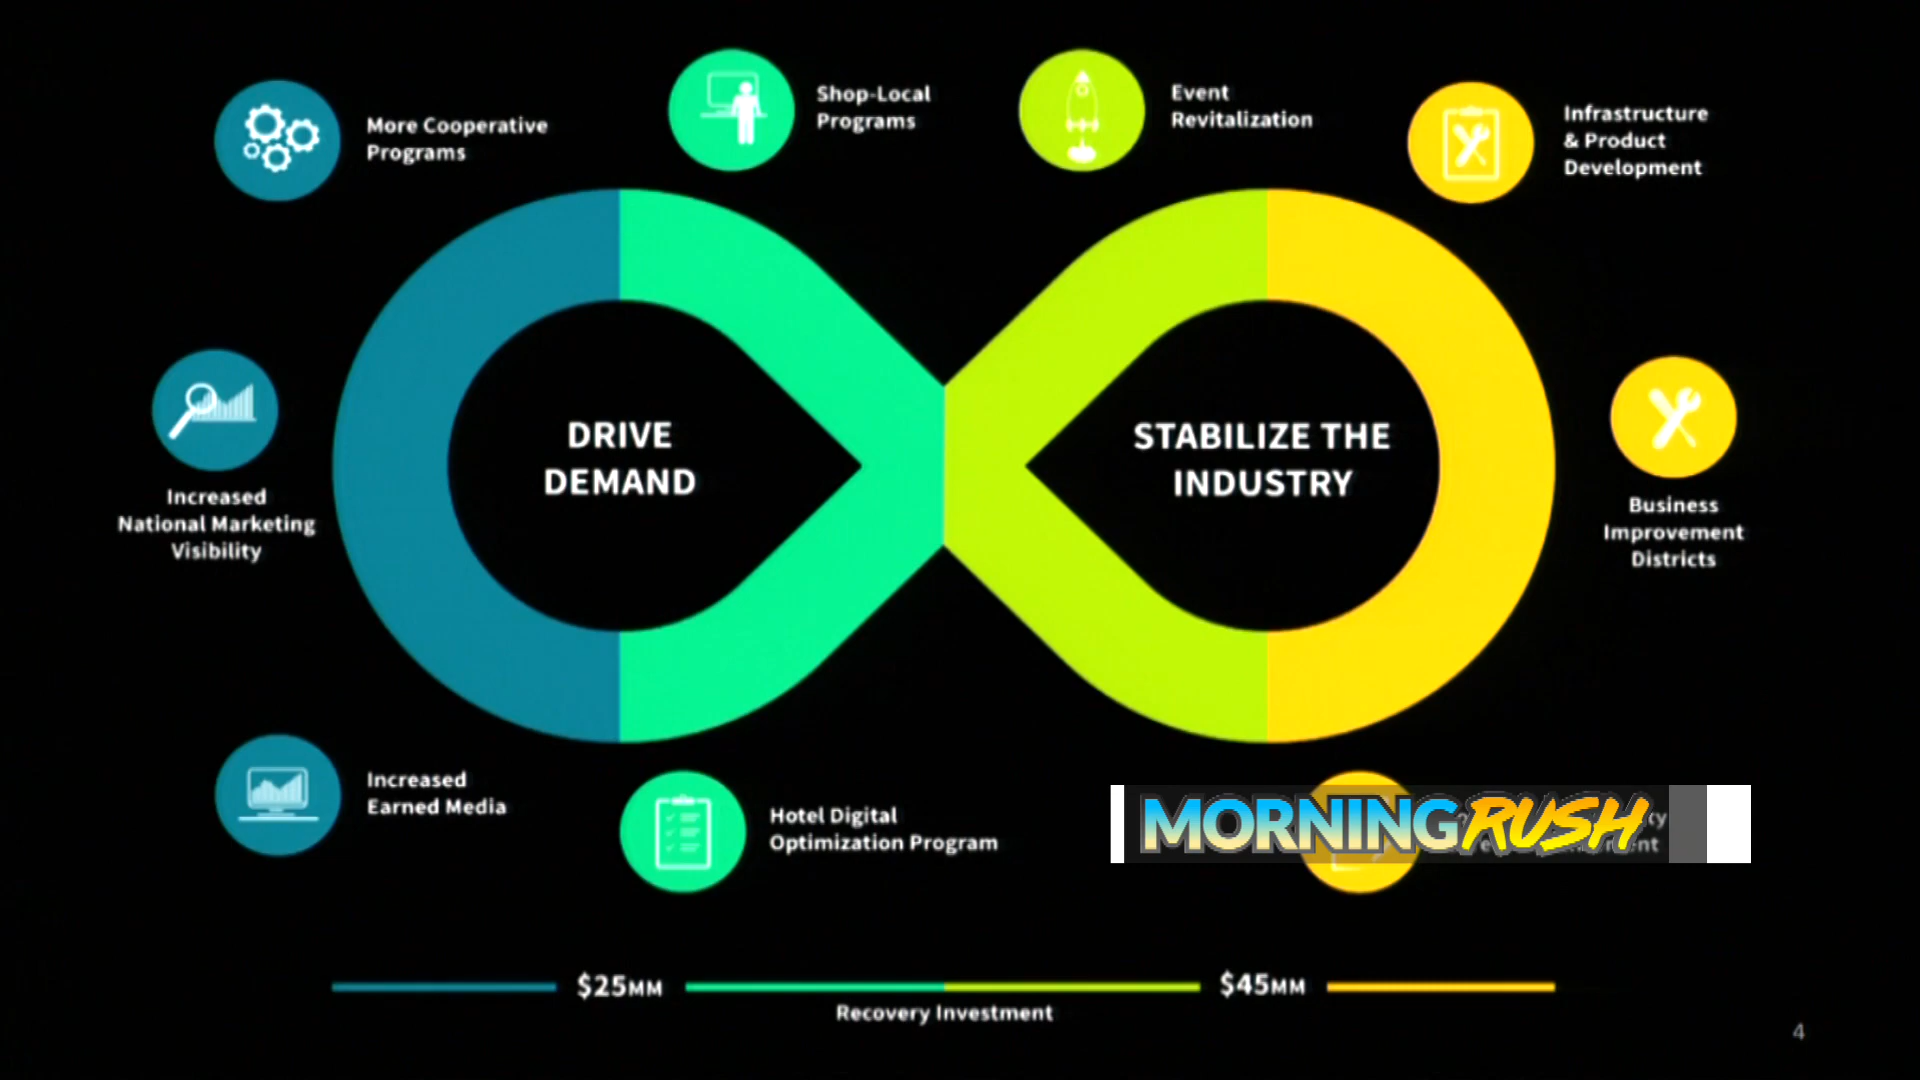 More Cooperative
Programs
Shop-Local
Programs
Event
Revitalization
Infrastructure
& Product
Development
Increased
National Marketing
Visibility
DRIVE
DEMAND
STABILIZE THE
INDUSTRY
Business
Improvement
Districts
Increased
Earned Media
Hotel Digital
Optimization Program
MORNING RUSH
$25MM
$45MM
Recovery Investment
4